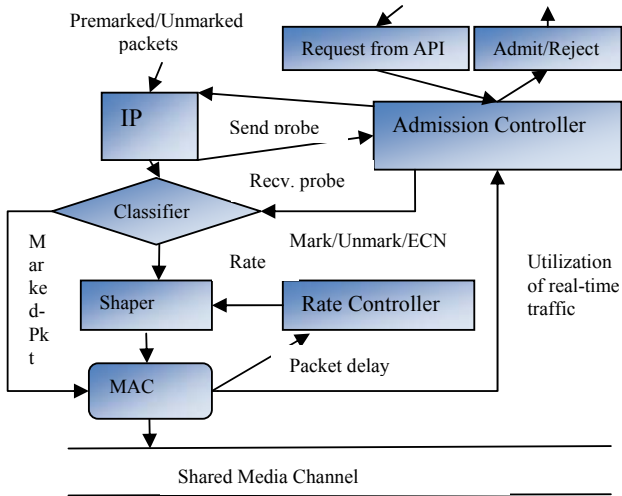 Premarked/Unmarked
packets
Request from API
Admit/Reject
IP
Send probe
Admission Controller
Recv. probe
Classifier
Mark/Unmark/ECN
M
ar
ke
d-
Pk
t
Rate
Utilization
of real-time
traffic
Shaper
Rate Controller
Packet delay
MAC
Shared Media Channel